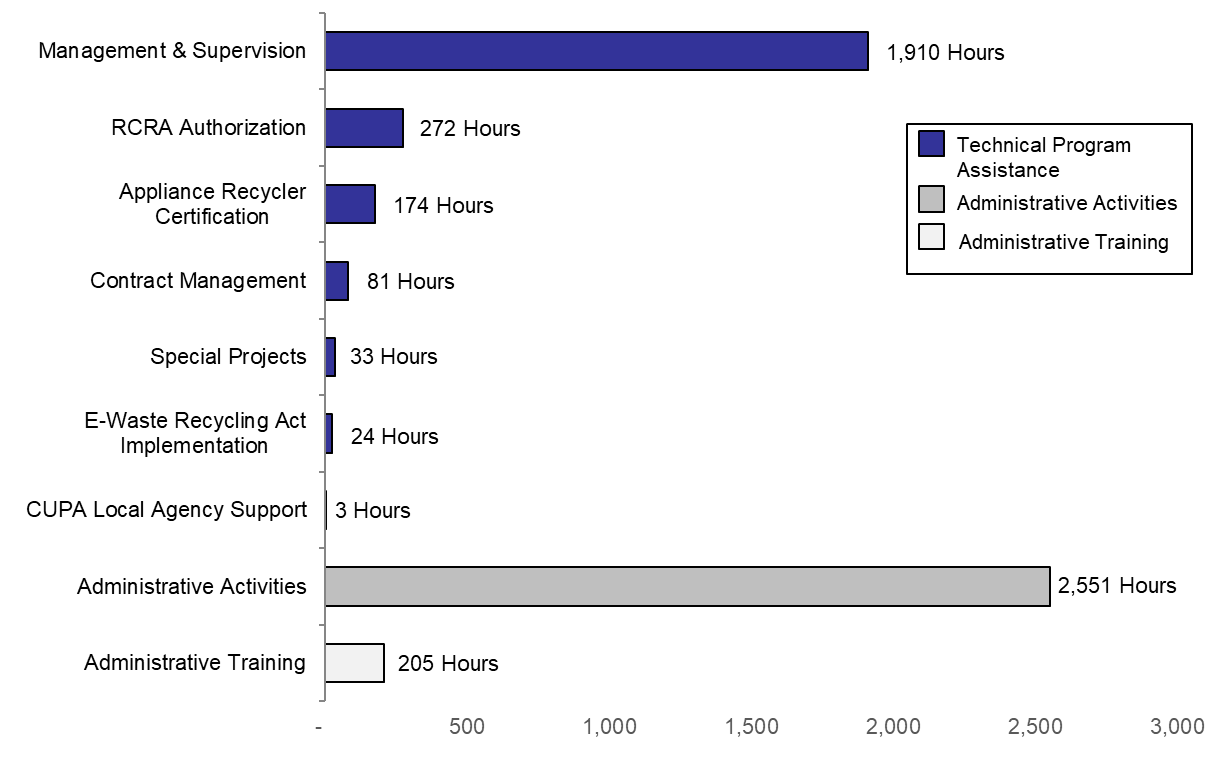 Management & Supervision
1,910 Hours
RCRA Authorization
272 Hours
Technical Program
Assistance
Administrative Activities
Administrative Training
Appliance Recycler
Certification
174 Hours
Contract Management
81 Hours
Special Projects
33 Hours
E-Waste Recycling Act
Implementation
24 Hours
CUPA Local Agency Support
3 Hours
Administrative Activities
2,551 Hours
Administrative Training
205 Hours
- 500 1,000 1,500 2,000 2,500 3,000